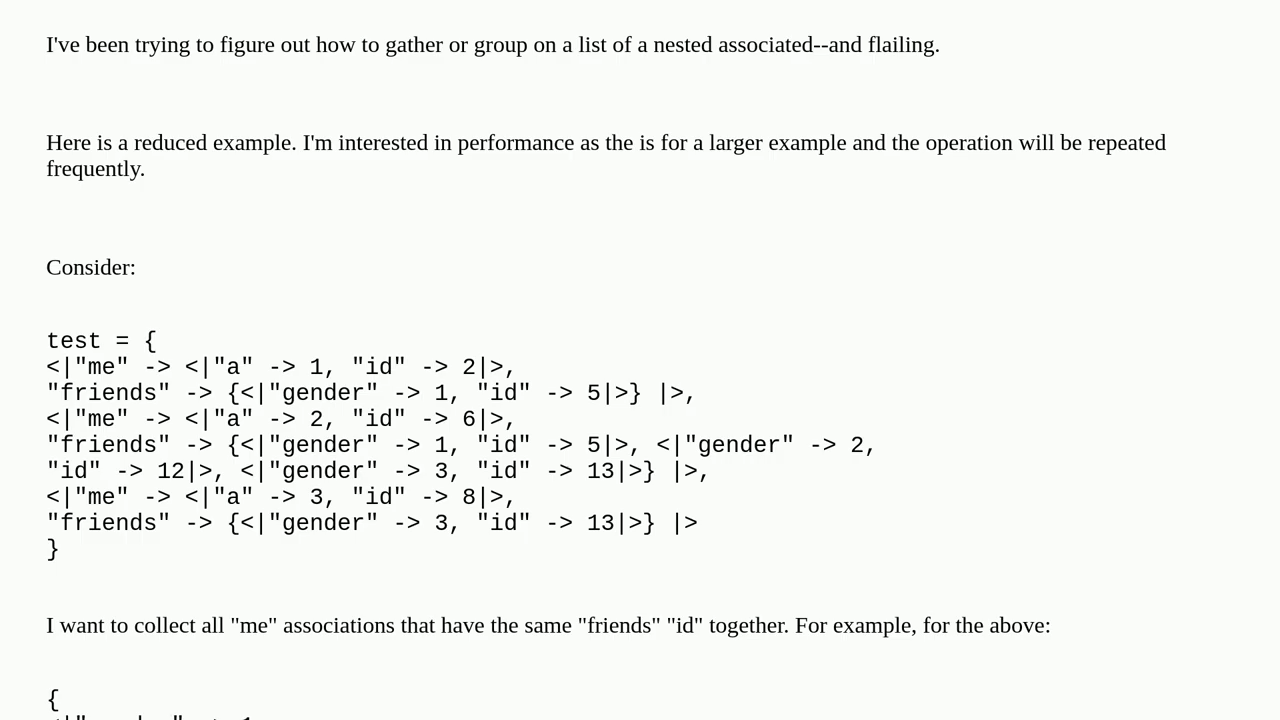 I've been trying to figure out how to gather or group on a list of a nested associated--and flailing.
Here is a reduced example. I'm interested in performance as the is for a larger example and the operation will be repeated
frequently.
Consider:
test = {
<|"me" -> <|"a" -> 1, "id" -> 2|>,
"friends" -> {<|"gender" -> 1, "id" -> 5|>} |>,
<|"me" -> <|"a" -> 2, "id" -> 6|>,
"friends" -> {<|"gender" -> 1, "id" -> 5|>, <|"gender" -> 2,
"id" -> 12|>, <|"gender" -> 3, "id" -> 13|>} |>,
<|"me" -> <|"a" -> 3, "id" -> 8|>,
"friends" -> {<|"gender" -> 3, "id" -> 13|>} |>
}
I want to collect all "me" associations that have the same "friends" "id" together. For example, for the above:
{